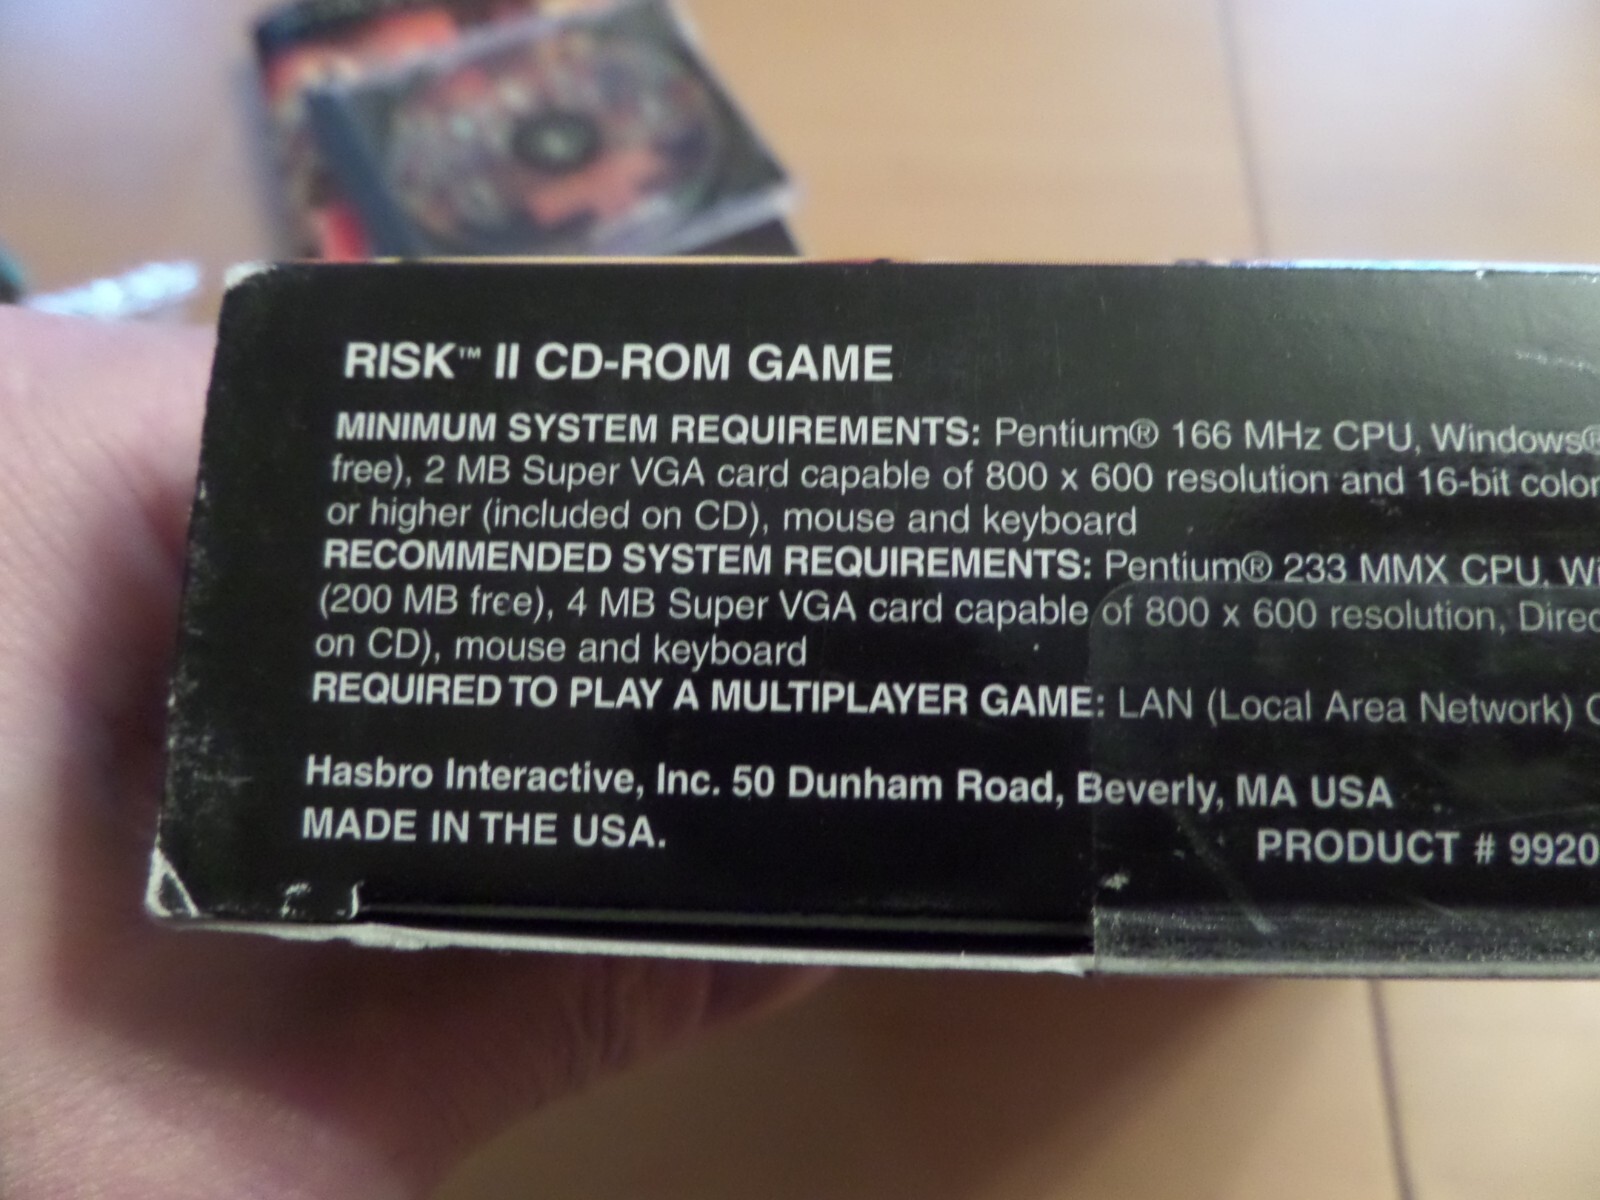 RISK™ II CD-ROM GAME
MINIMUM SYSTEM REQUIREMENTS: Pentium® 166 MHz CPU, Windows®
free), 2 MB Super VGA card capable of 800 x 600 resolution and 16-bit color
or higher (included on CD), mouse and keyboard
RECOMMENDED SYSTEM REQUIREMENTS: Pentium® 233 MMX CPU, Wi
(200 MB free), 4 MB Super VGA card capable of 800 x 600 resolution, Direc
on CD), mouse and keyboard
REQUIRED TO PLAY A MULTIPLAYER GAME: LAN (Local Area Network) C
Hasbro Interactive, Inc. 50 Dunham Road, Beverly, MA USA
MADE IN THE USA.
PRODUCT # 9920